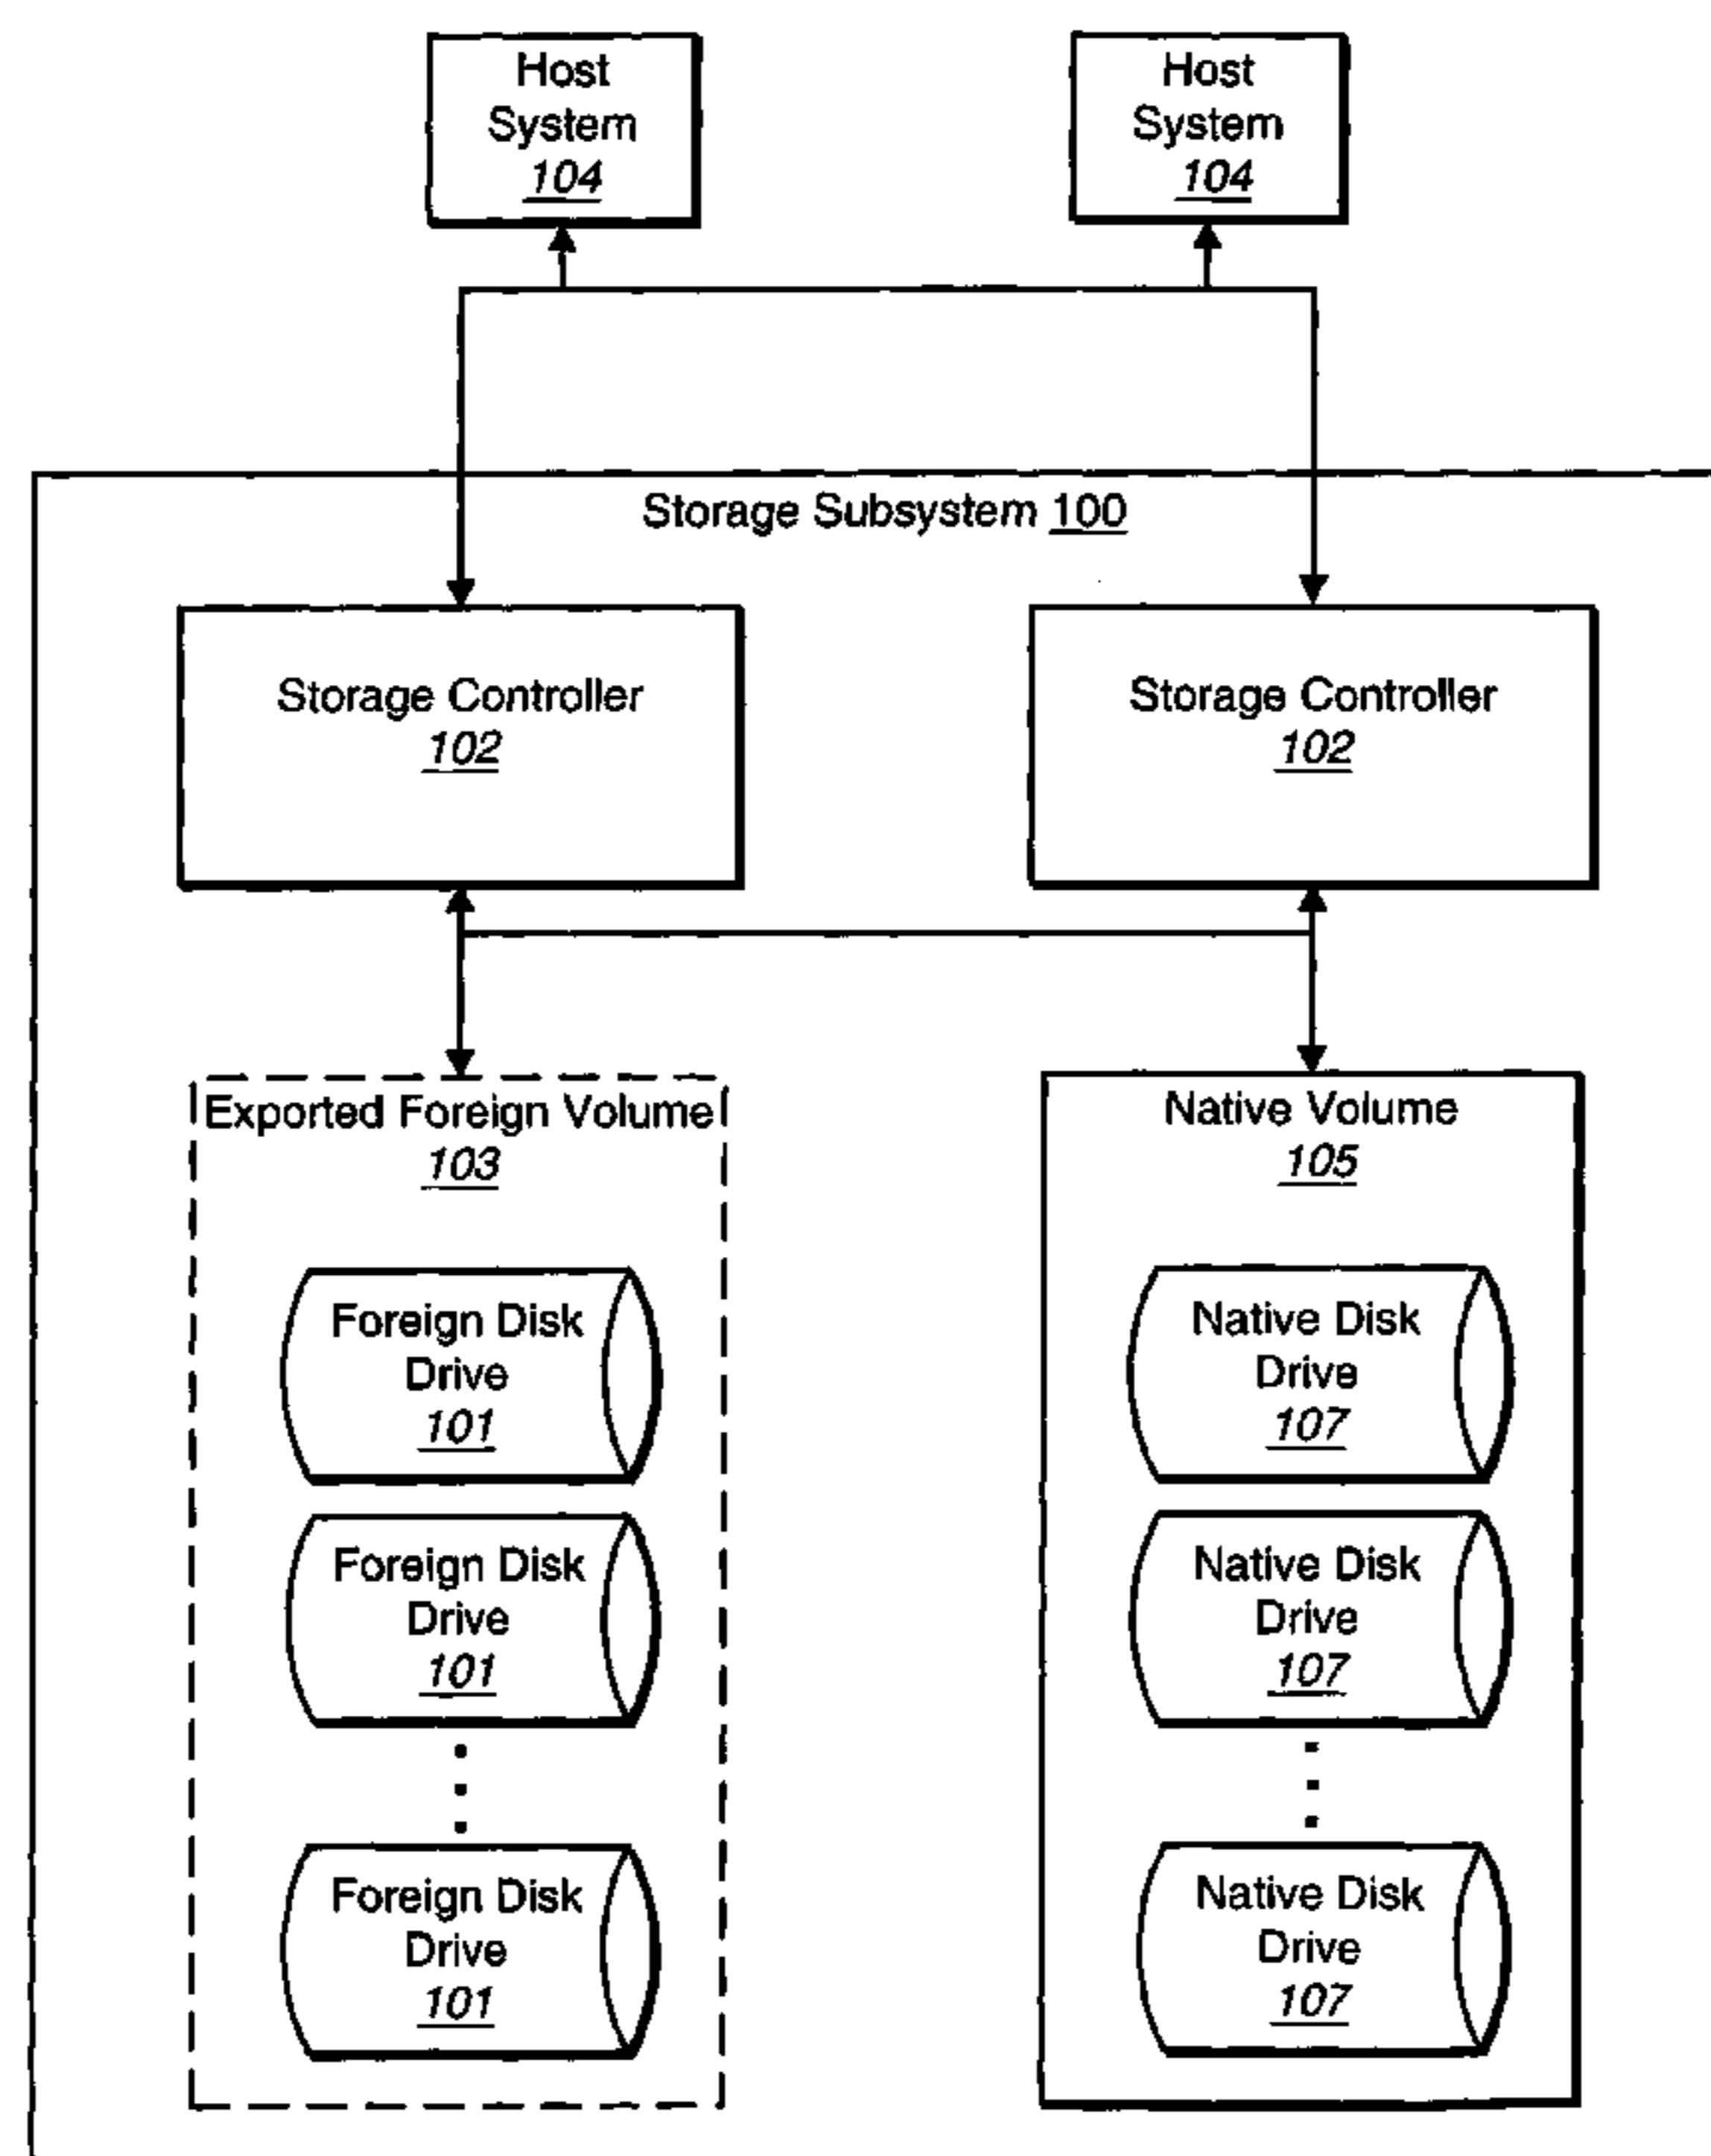 Host
System
104
Host
System
104
Storage Subsystem 100
Storage Controller
102
Storage Controller
102
Exported Foreign Volume
103
Foreign Disk
Drive
101
Foreign Disk
Drive
101
Foreign Disk
Drive
101
Native Volume
105
Native Disk
Drive
107
Native Disk
Drive
107
Native Disk
Drive
107